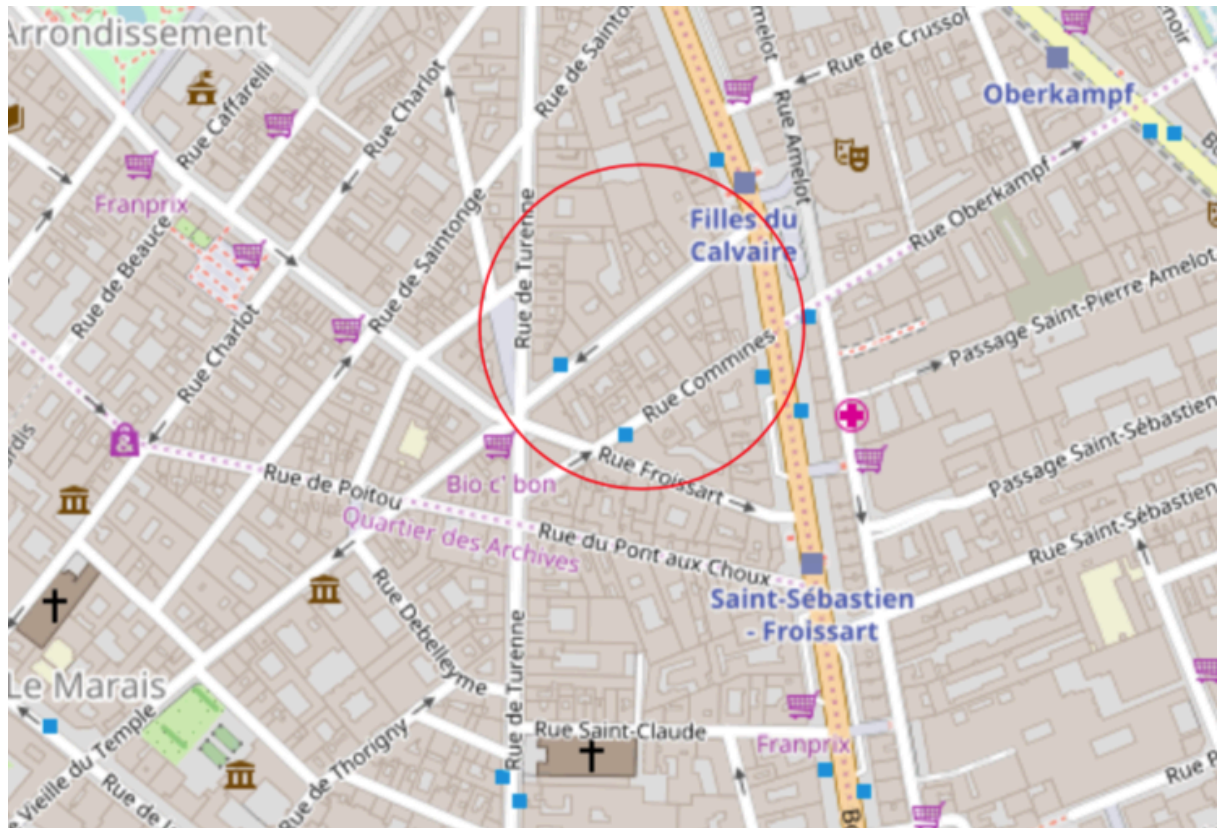 Arrondissement
Rue Caffarelli
Rue Charlot
Rue de Saintong
melot
Rue de Crussol
enoir
Oberkampf
Franprix
Rue de Beauce
Rue Charlot
Rue de Saintonge
Rue de Turenne
Filles du
Calvaire
Rue Amelot
Rue Oberkampf
Passage Saint-Pierre Amelot
Rue Commines
Rue Froissart
Bio c' bon
Rue de Poitou
Quartier des Archives
Rue du Pont aux Choux
Passage Saint-Sébastien
Rue Saint-Sébastien
ardis
Saint-Sébastien
- Froissart
Rue Debelleyme
Rue de Turenne
Le Marais
Vieille du Temple
Rue de Thorigny
Rue Saint-Claude
Franprix